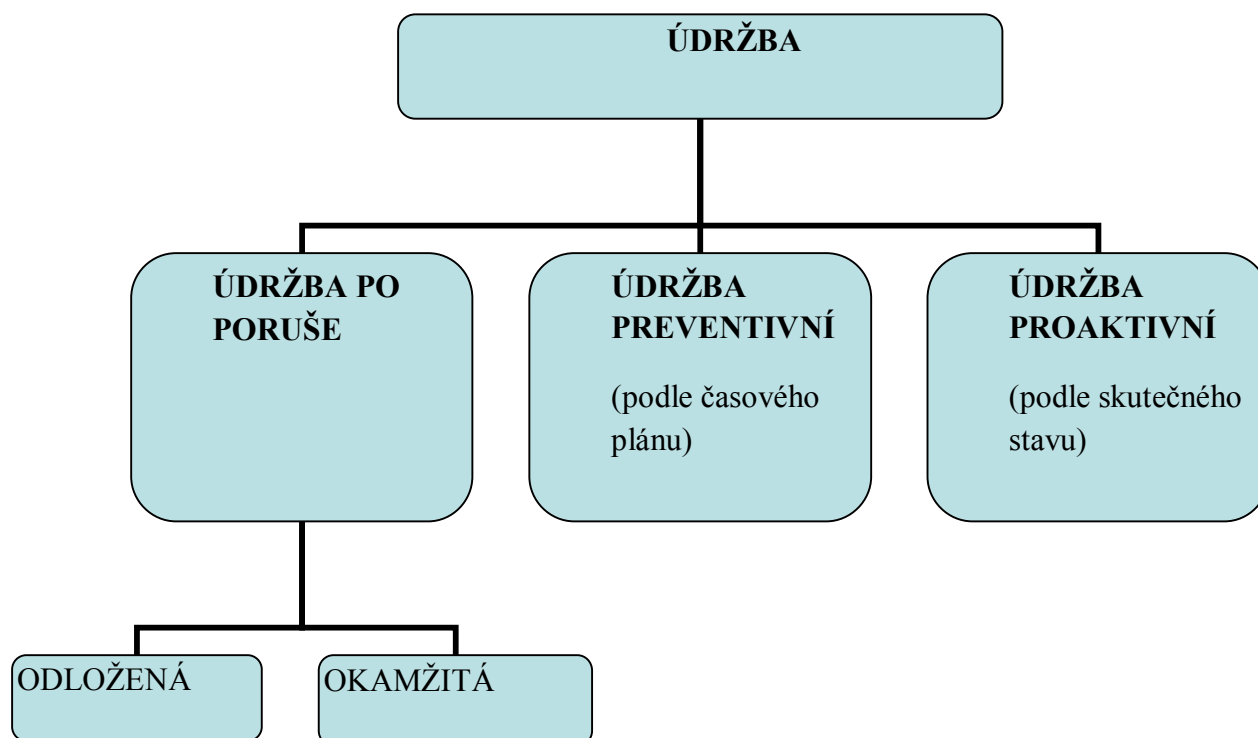 ÚDRŽBA
ÚDRŽBA PO
PORUŠE
ÚDRŽBA
PREVENTIVNÍ
(podle časového
plánu)
ÚDRŽBA
PROAKTIVNÍ
(podle skutečného
stavu)
ODLOŽENÁ
OKAMŽITÁ